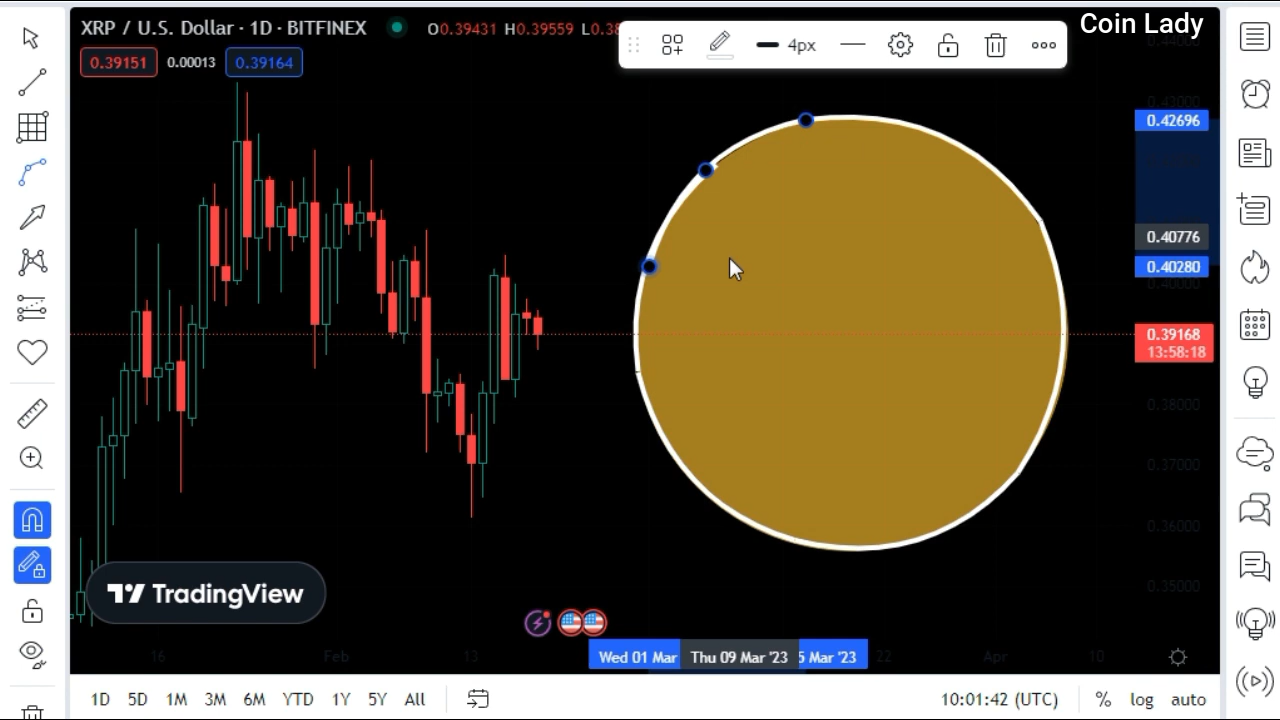 Coin Lady
XRP / U.S. Dollar · 1D · BITFINEX
O0.39431 H0.39559
4px
0.39151 0.00013 0.39164
0.42696
0.40776
0.40280
0.40000
0.39168
13:58:18
0.38000
0.37000
0.36000
0.35000
TradingView
Wed 01 Mar Thu 09 Mar '23 5 Mar '23
16 Feb 13 22 Apr 10
1D 5D 1M 3M 6M YTD 1Y 5Y All
10:01:42 (UTC) % log auto